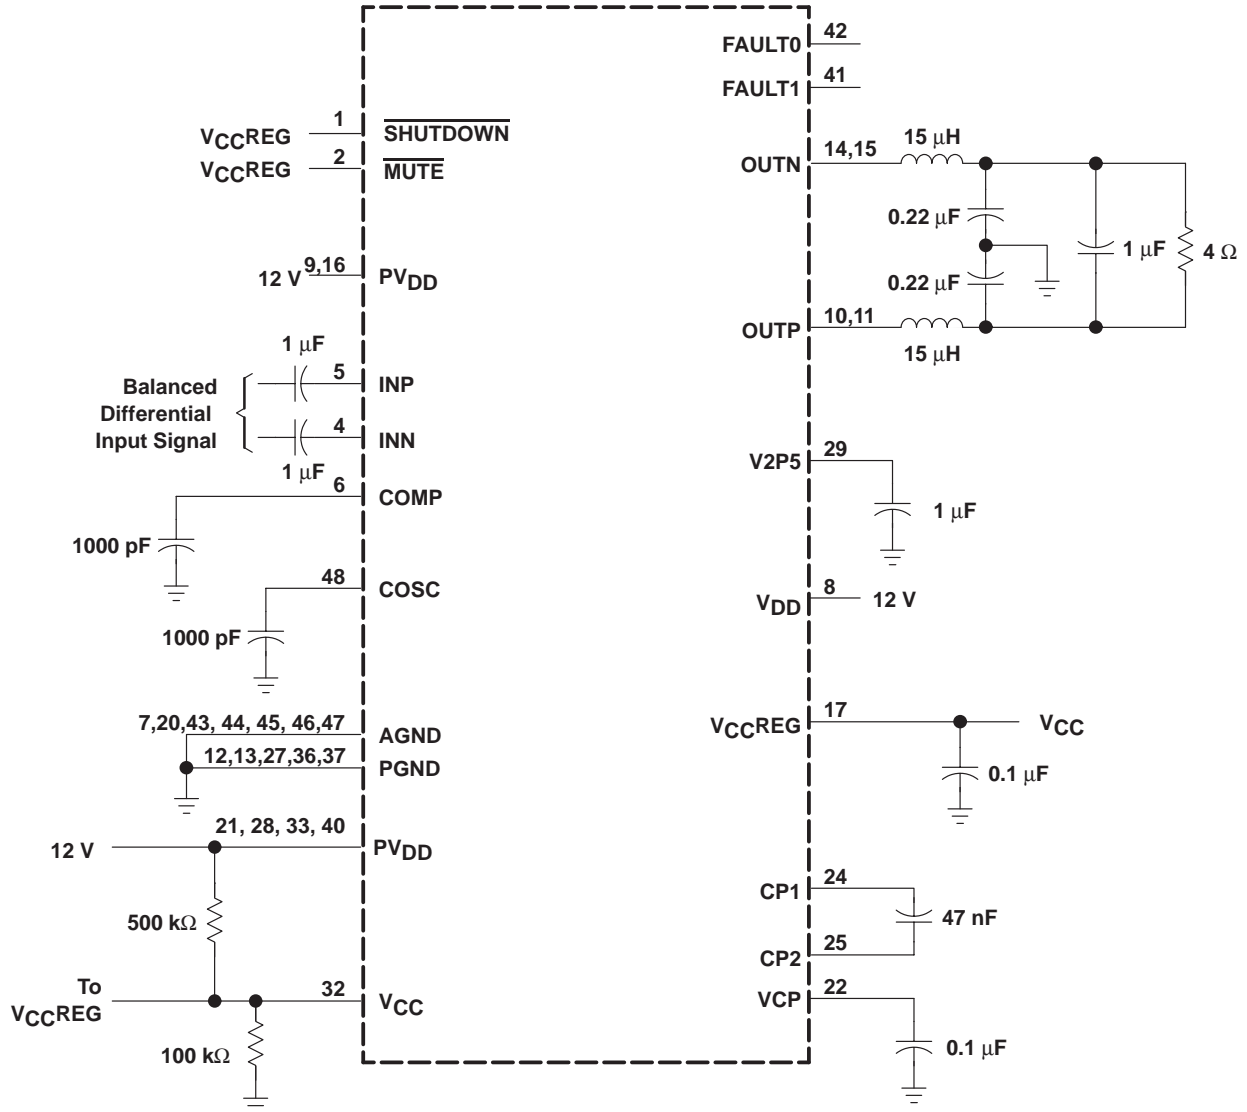 FAULT0
42
FAULT1
41
VCCREG
1
SHUTDOWN
VCCREG
2
MUTE
OUTN
14,15
15 μH
0.22 μF
0.22 μF
1 μF
4 Ω
OUTP
10,11
15 μH
12 V
9,16
PVDD
1 μF
5
INP
Balanced
Differential
Input Signal
4
INN
1 μF
6
COMP
1000 pF
48
COSC
1000 pF
V2P5
29
1 μF
VDD
8
12 V
VCCREG
17
VCC
0.1 μF
7,20,43, 44, 45, 46,47
AGND
12,13,27,36,37
PGND
21, 28, 33, 40
12 V
PVDD
500 kΩ
To
VCCREG
32
VCC
100 kΩ
CP1
24
47 nF
CP2
25
VCP
22
0.1 μF